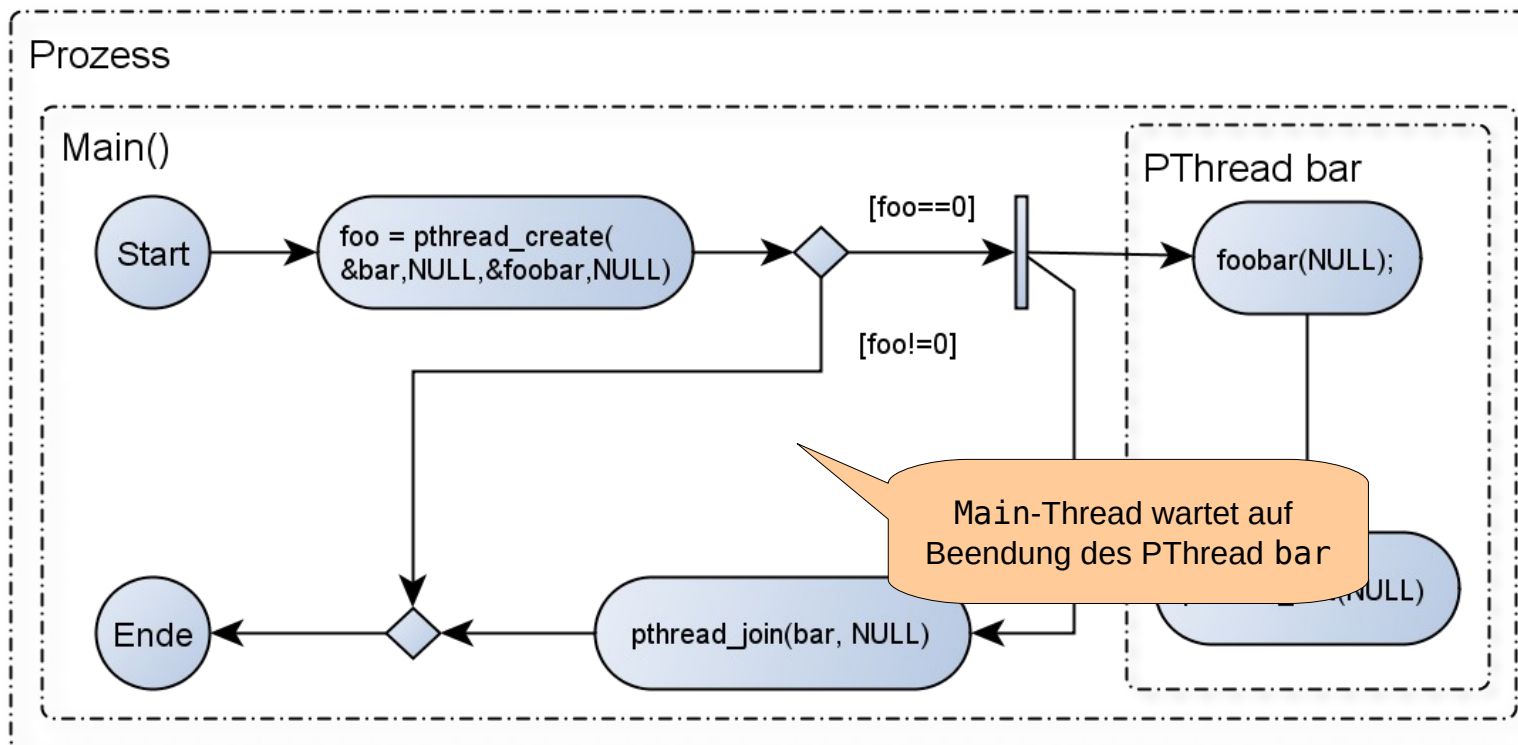 Prozess
Main()
PThread bar
[foo==0]
Start
foo = pthread_create(
&bar,NULL,&foobar,NULL)
foobar(NULL);
[foo!=0]
Main-Thread wartet auf
Beendung des PThread bar
(NULL)
Ende
pthread_join(bar, NULL)